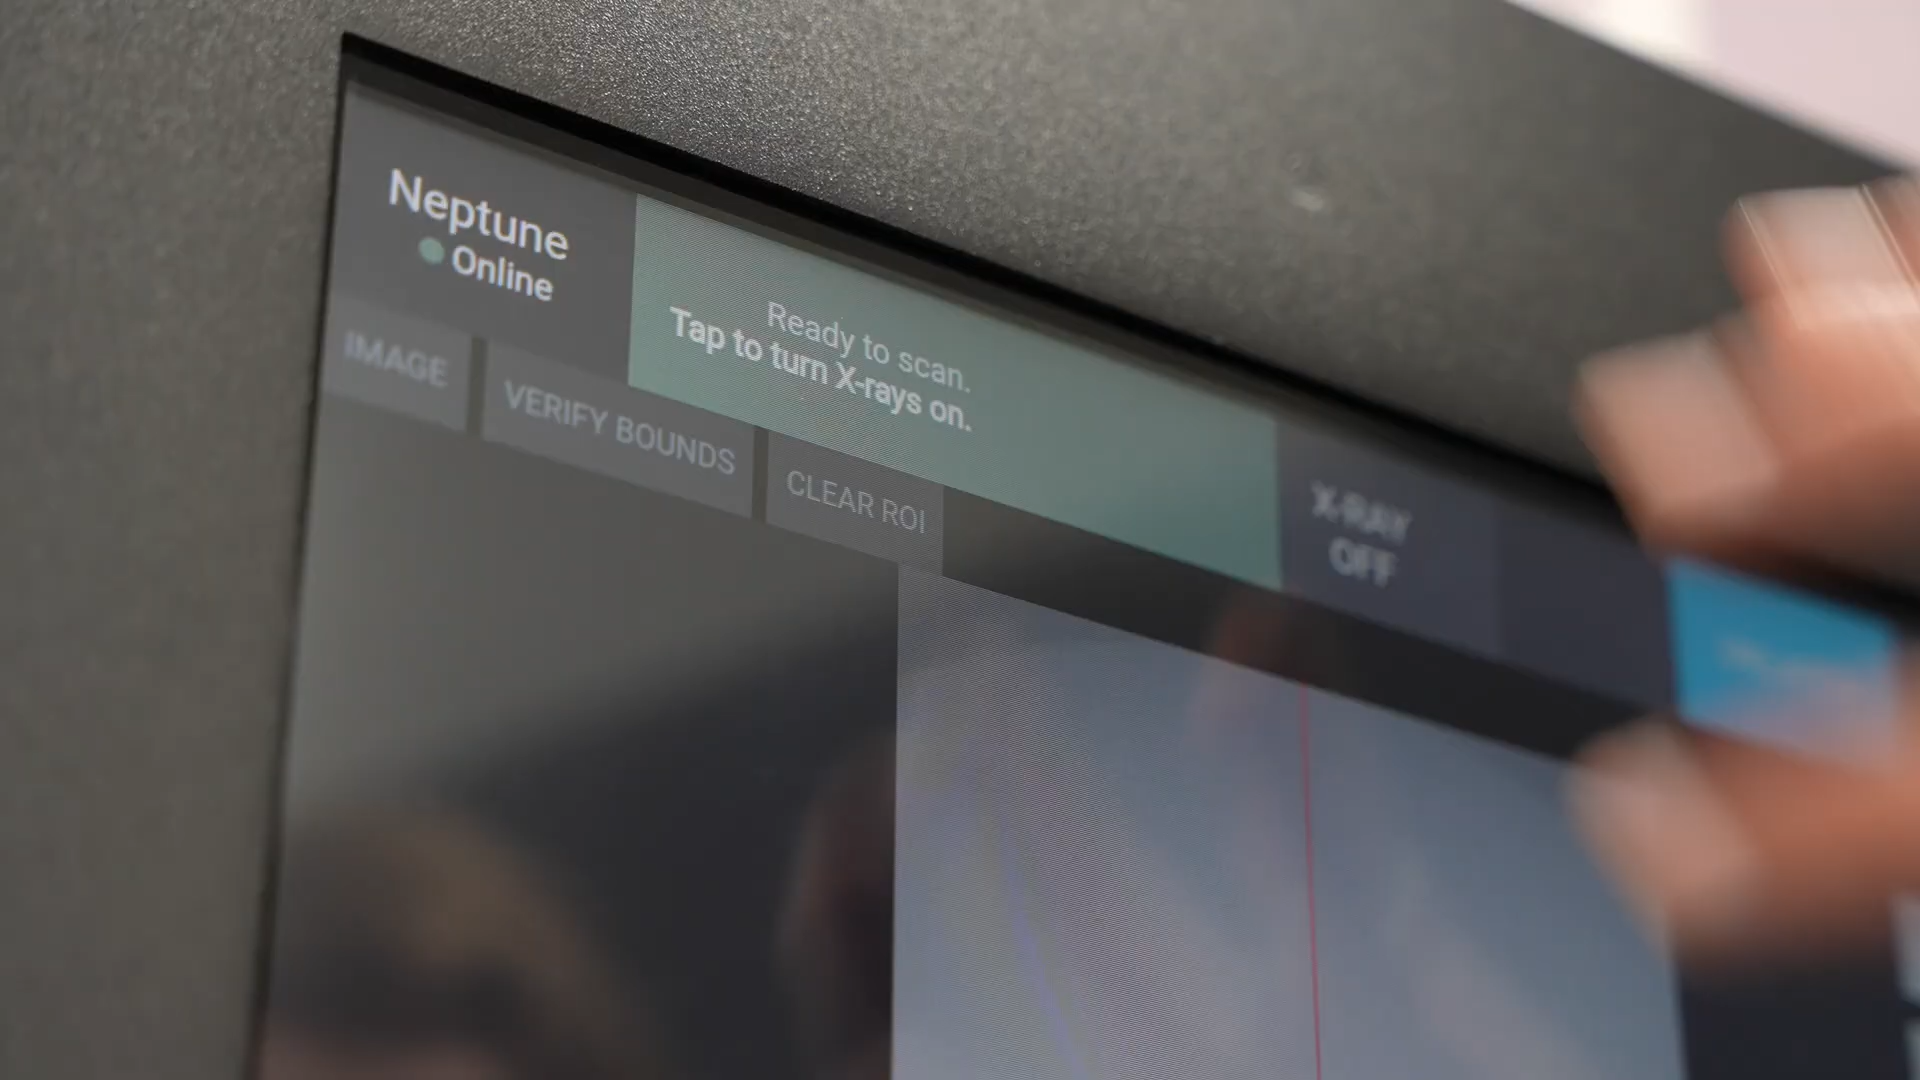 Neptune
Online
Ready to scan.
Tap to turn X-rays on.
X-RAY
OFF
IMAGE
VERIFY BOUNDS
CLEAR ROI